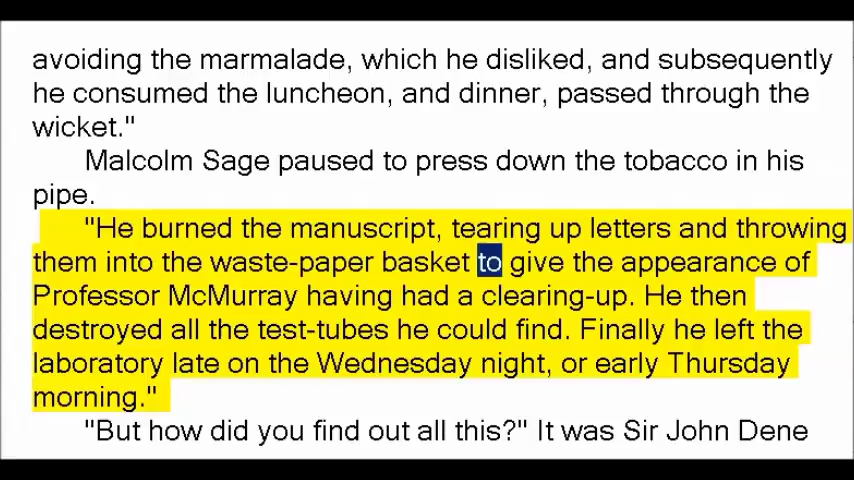 avoiding the marmalade, which he disliked, and subsequently
he consumed the luncheon, and dinner, passed through the
wicket."
Malcolm Sage paused to press down the tobacco in his
pipe.
"He burned the manuscript, tearing up letters and throwing
them into the waste-paper basket to give the appearance of
Professor McMurray having had a clearing-up. He then
destroyed all the test-tubes he could find. Finally he left the
laboratory late on the Wednesday night, or early Thursday
morning."
"But how did you find out all this?" It was Sir John Dene